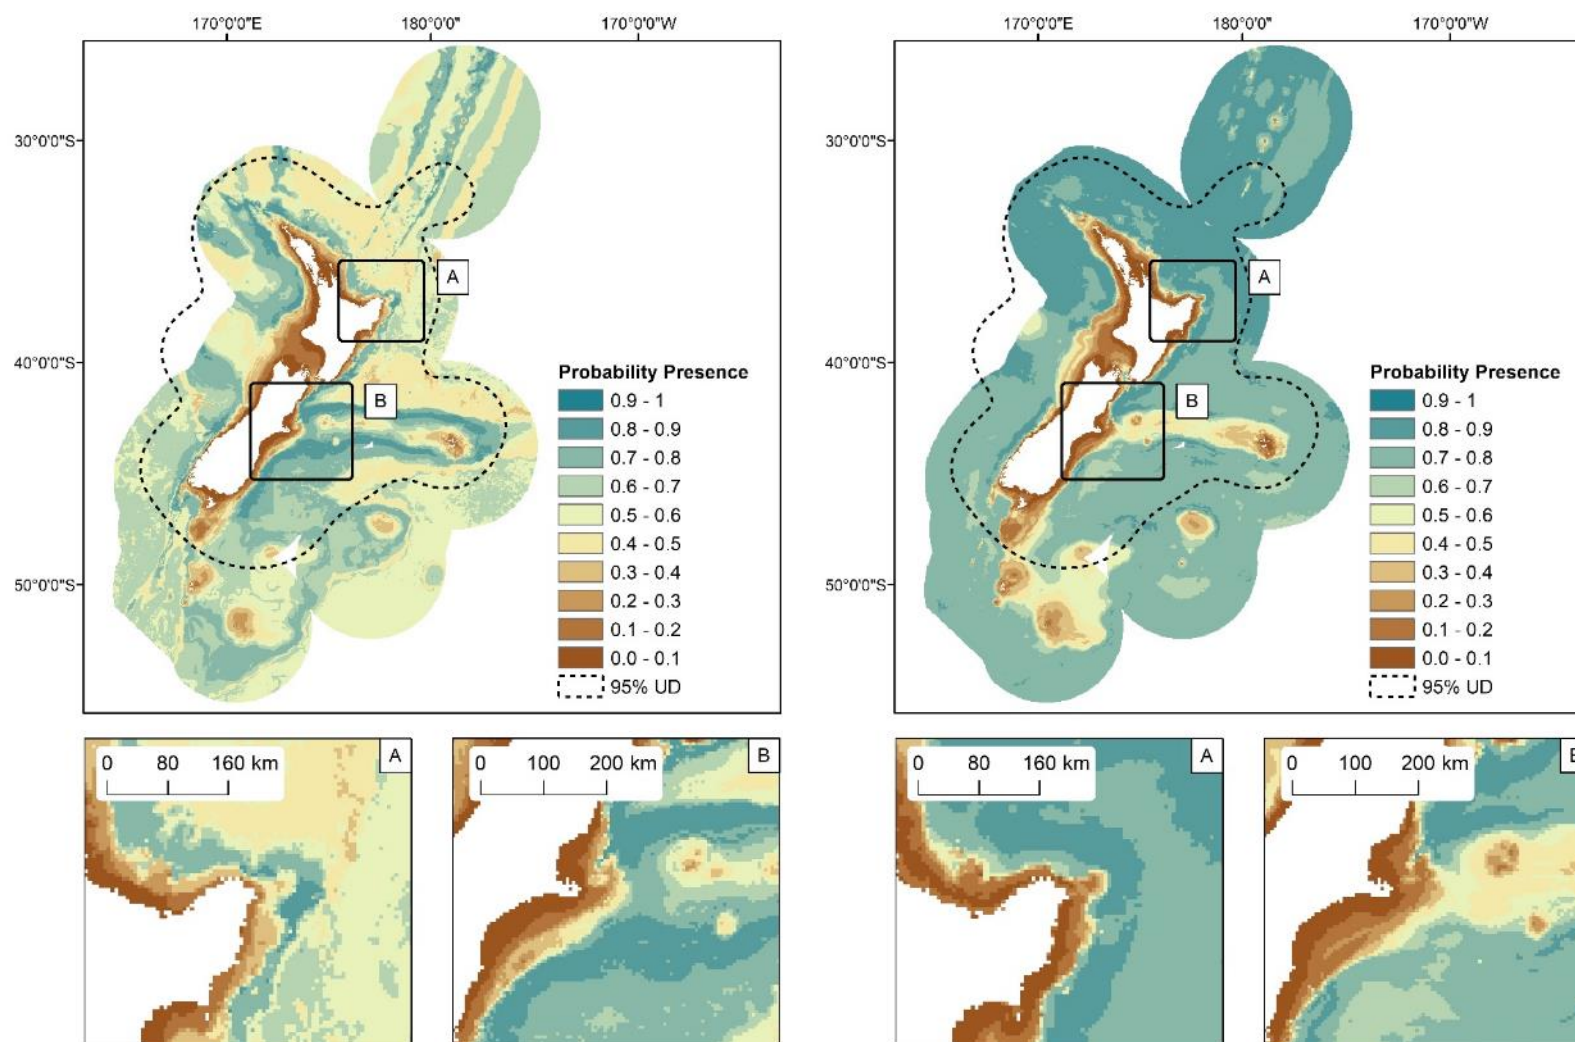 170°0'0"E 180°0'0" 170°0'0"W
170°0'0"E 180°0'0" 170°0'0"W
30°0'0"S
40°0'0"S
50°0'0"S
A
B
Probability Presence
0.9 - 1
0.8 - 0.9
0.7 - 0.8
0.6 - 0.7
0.5 - 0.6
0.4 - 0.5
0.3 - 0.4
0.2 - 0.3
0.1 - 0.2
0.0 - 0.1
95% UD
30°0'0"S
40°0'0"S
50°0'0"S
A
B
Probability Presence
0.9 - 1
0.8 - 0.9
0.7 - 0.8
0.6 - 0.7
0.5 - 0.6
0.4 - 0.5
0.3 - 0.4
0.2 - 0.3
0.1 - 0.2
0.0 - 0.1
95% UD
0 80 160 km
A
0 100 200 km
B
0 80 160 km
A
0 100 200 km